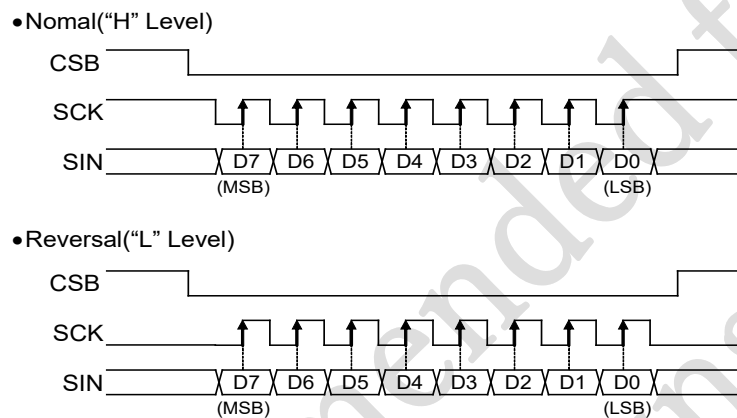 •Nomal(“H” Level)
CSB
SCK
SIN D7 D6 D5 D4 D3 D2 D1 D0
(MSB) (LSB)
•Reversal(“L” Level)
CSB
SCK
SIN D7 D6 D5 D4 D3 D2 D1 D0
(MSB) (LSB)